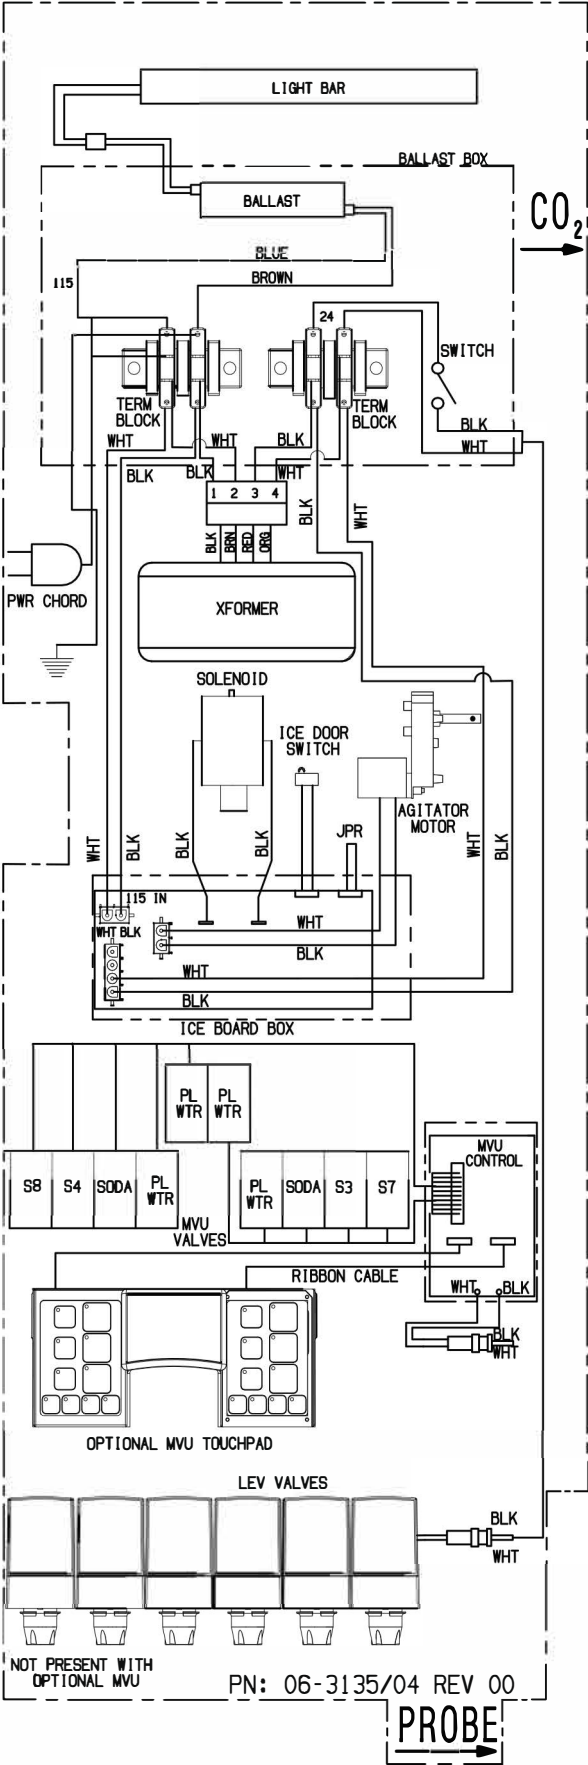 LIGHT BAR
BALLAST BOX
BALLAST
CO2
BLUE
115
BROWN
24
SWITCH
TERM
BLOCK
TERM
BLOCK
BLK
WHT
WHT
WHT
BLK
BLK
BLK
WHT
1 2 3 4
BLK
WHT
BLK
BRN
RED
ORG
PWR CHORD
XFORMER
SOLENOID
ICE DOOR
SWITCH
AGITATOR
MOTOR
JPR
WHT
BLK
BLK
BLK
WHT
BLK
115 IN
WHT BLK
WHT
BLK
WHT
BLK
ICE BOARD BOX
PL
WTR
PL
WTR
MVU
CONTROL
S8
S4
SODA
PL
WTR
PL
WTR
SODA
S3
S7
MVU
VALVES
RIBBON CABLE
WHT
BLK
BLK
WHT
OPTIONAL MVU TOUCHPAD
LEV VALVES
BLK
WHT
NOT PRESENT WITH
OPTIONAL MVU
PN: 06-3135/04 REV 00
PROBE